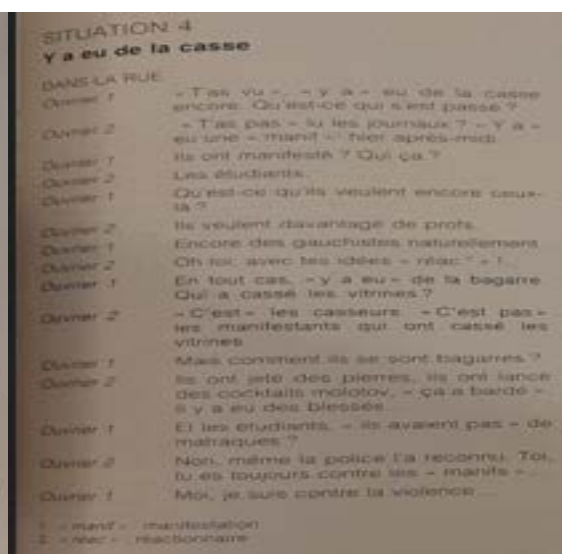 SITUATION 4
Y a eu de la casse
DANS LA RUE
Ouvrier 1 « T'as vu », « y a » eu de la casse
encore. Qu'est-ce qui s'est passé ?
Ouvrier 2 « T'as pas » lu les journaux ? « Y a »
eu une « manif »¹ hier après-midi.
Ouvrier 1 Ils ont manifesté ? Qui ça ?
Ouvrier 2 Les étudiants.
Ouvrier 1 Qu'est-ce qu'ils veulent encore ceux-
là ?
Ouvrier 2 Ils veulent davantage de profs.
Ouvrier 1 Encore des gauchistes naturellement.
Ouvrier 2 Oh toi, avec tes idées « réac ² » !
Ouvrier 1 En tout cas, « y a eu » de la bagarre.
Qui a cassé les vitrines ?
Ouvrier 2 « C'est » les casseurs. « C'est pas »
les manifestants qui ont cassé les
vitrines.
Ouvrier 1 Mais comment ils se sont bagarrés ?
Ouvrier 2 Ils ont jeté des pierres, ils ont lancé
des cocktails molotov, « ça a bardé »
il y a eu des blessés.
Ouvrier 1 Et les étudiants, « ils avaient pas » de
matraques ?
Ouvrier 2 Non, même la police l'a reconnu. Toi,
tu es toujours contre les « manifs ».
Ouvrier 1 Moi, je suis contre la violence.
1. « manif » : manifestation
2. « réac » : réactionnaire